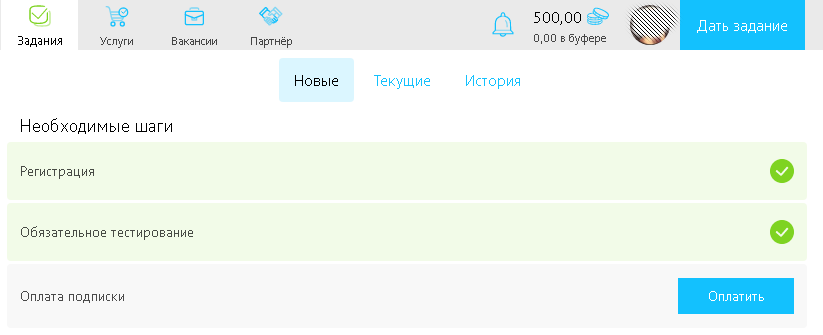 Задания
Услуги
Вакансии
Партнёр
500,00
0,00 в буфере
Дать задание
Новые
Текущие
История
Необходимые шаги
Регистрация
Обязательное тестирование
Оплата подписки
Оплатить